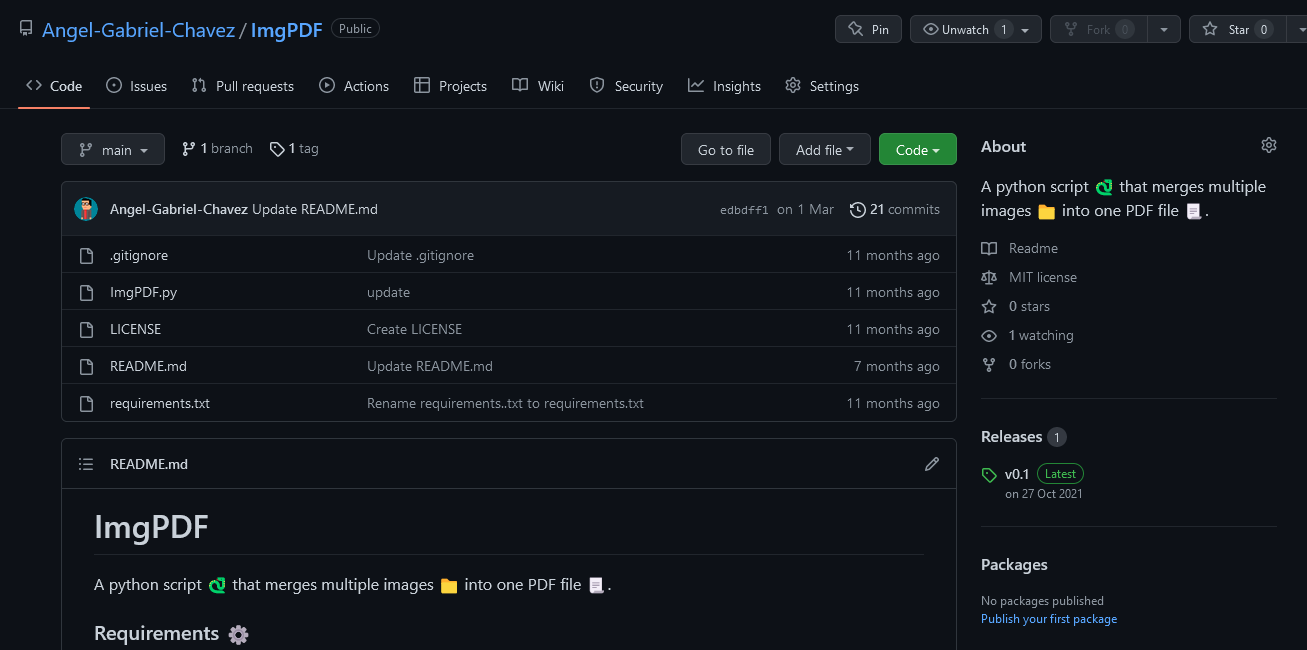 Angel-Gabriel-Chavez / ImgPDF Public
Pin
Unwatch 1
Fork 0
Star 0
Code
Issues
Pull requests
Actions
Projects
Wiki
Security
Insights
Settings
main
1 branch
1 tag
Go to file
Add file
Code
Angel-Gabriel-Chavez Update README.md edbdff1 on 1 Mar 21 commits
.gitignore Update .gitignore 11 months ago
ImgPDF.py update 11 months ago
LICENSE Create LICENSE 11 months ago
README.md Update README.md 7 months ago
requirements.txt Rename requirements..txt to requirements.txt 11 months ago
README.md
ImgPDF
A python script 🐍 that merges multiple images 📁 into one PDF file 📃.
Requirements ⚙️
About
A python script 🐍 that merges multiple
images 📁 into one PDF file 📃.
Readme
MIT license
0 stars
1 watching
0 forks
Releases 1
v0.1 Latest
on 27 Oct 2021
Packages
No packages published
Publish your first package